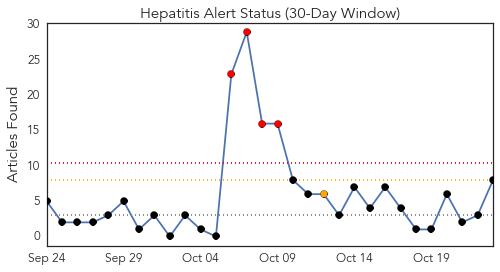 Hepatitis Alert Status (30-Day Window)
Articles Found
30
25
20
15
10
5
0
Sep 24 Sep 29 Oct 04 Oct 09 Oct 14 Oct 19